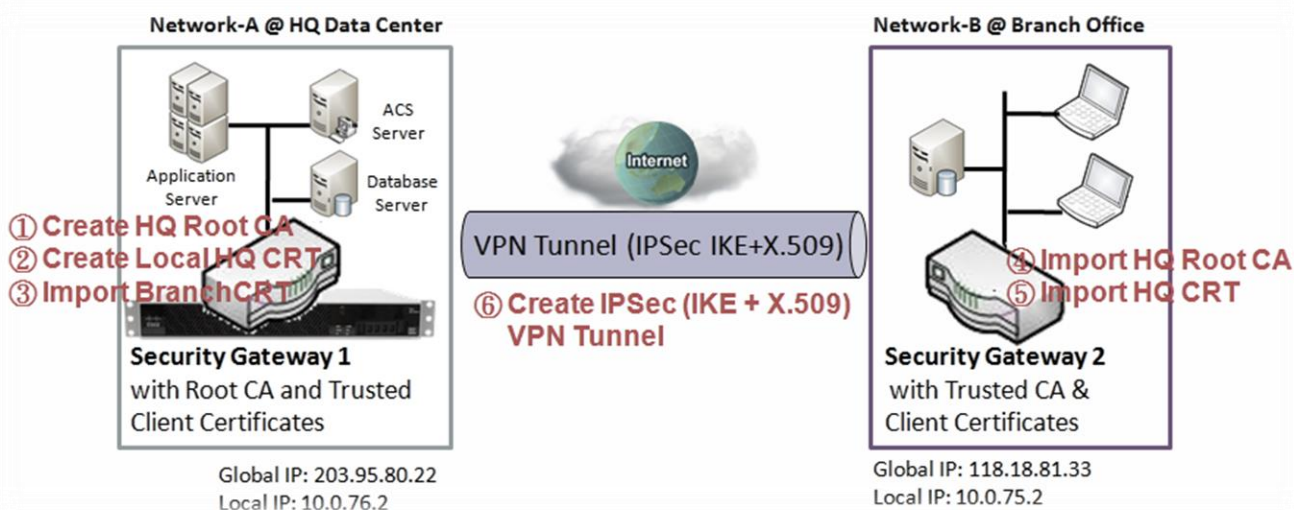 Network-A @ HQ Data Center
ACS
Server
Application
Server
Database
Server
① Create HQ Root CA
② Create Local HQ CRT
③ Import BranchCRT
Security Gateway 1
with Root CA and Trusted
Client Certificates
Global IP: 203.95.80.22
Local IP: 10.0.76.2
Internet
VPN Tunnel (IPSec IKE+X.509)
⑥ Create IPSec (IKE + X.509)
VPN Tunnel
Network-B @ Branch Office
④ Import HQ Root CA
⑤ Import HQ CRT
Security Gateway 2
with Trusted CA &
Client Certificates
Global IP: 118.18.81.33
Local IP: 10.0.75.2